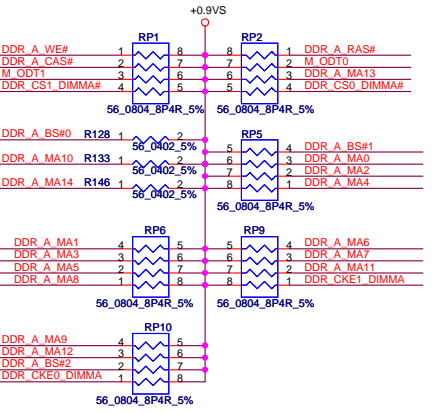 +0.9VS
RP1 RP2
DDR_A_WE# 1 8 8 1 DDR_A_RAS#
DDR_A_CAS# 2 7 7 2 M_ODT0
M_ODT1 3 6 6 3 DDR_A_MA13
DDR_CS1_DIMMA# 4 5 5 4 DDR_CS0_DIMMA#
56_0804_8P4R_5% 56_0804_8P4R_5%
DDR_A_BS#0 R128 1 2
56_0402_5% RP5
5 4 DDR_A_BS#1
DDR_A_MA10 R133 1 2 6 3 DDR_A_MA0
56_0402_5% 7 2 DDR_A_MA2
DDR_A_MA14 R146 1 2 8 1 DDR_A_MA4
56_0402_5%
56_0804_8P4R_5%
RP6 RP9
DDR_A_MA1 4 5 5 4 DDR_A_MA6
DDR_A_MA3 3 6 6 3 DDR_A_MA7
DDR_A_MA5 2 7 7 2 DDR_A_MA11
DDR_A_MA8 1 8 8 1 DDR_CKE1_DIMMA
56_0804_8P4R_5% 56_0804_8P4R_5%
RP10
DDR_A_MA9 4 5
DDR_A_MA12 3 6
DDR_A_BS#2 2 7
DDR_CKE0_DIMMA 1 8
56_0804_8P4R_5%